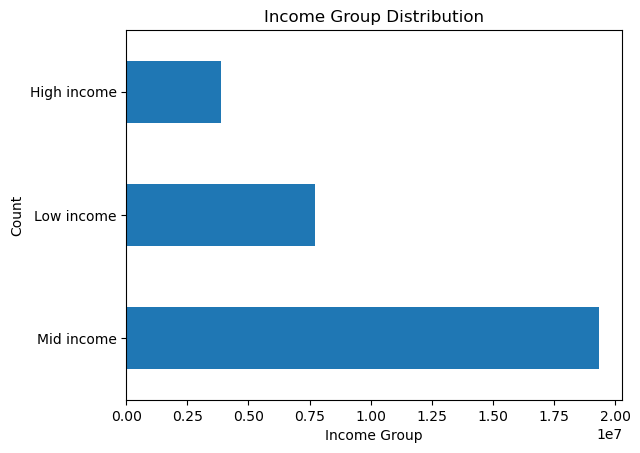 Income Group Distribution
High income
Low income
Mid income
Count
0.00 0.25 0.50 0.75 1.00 1.25 1.50 1.75 2.00
1e7
Income Group